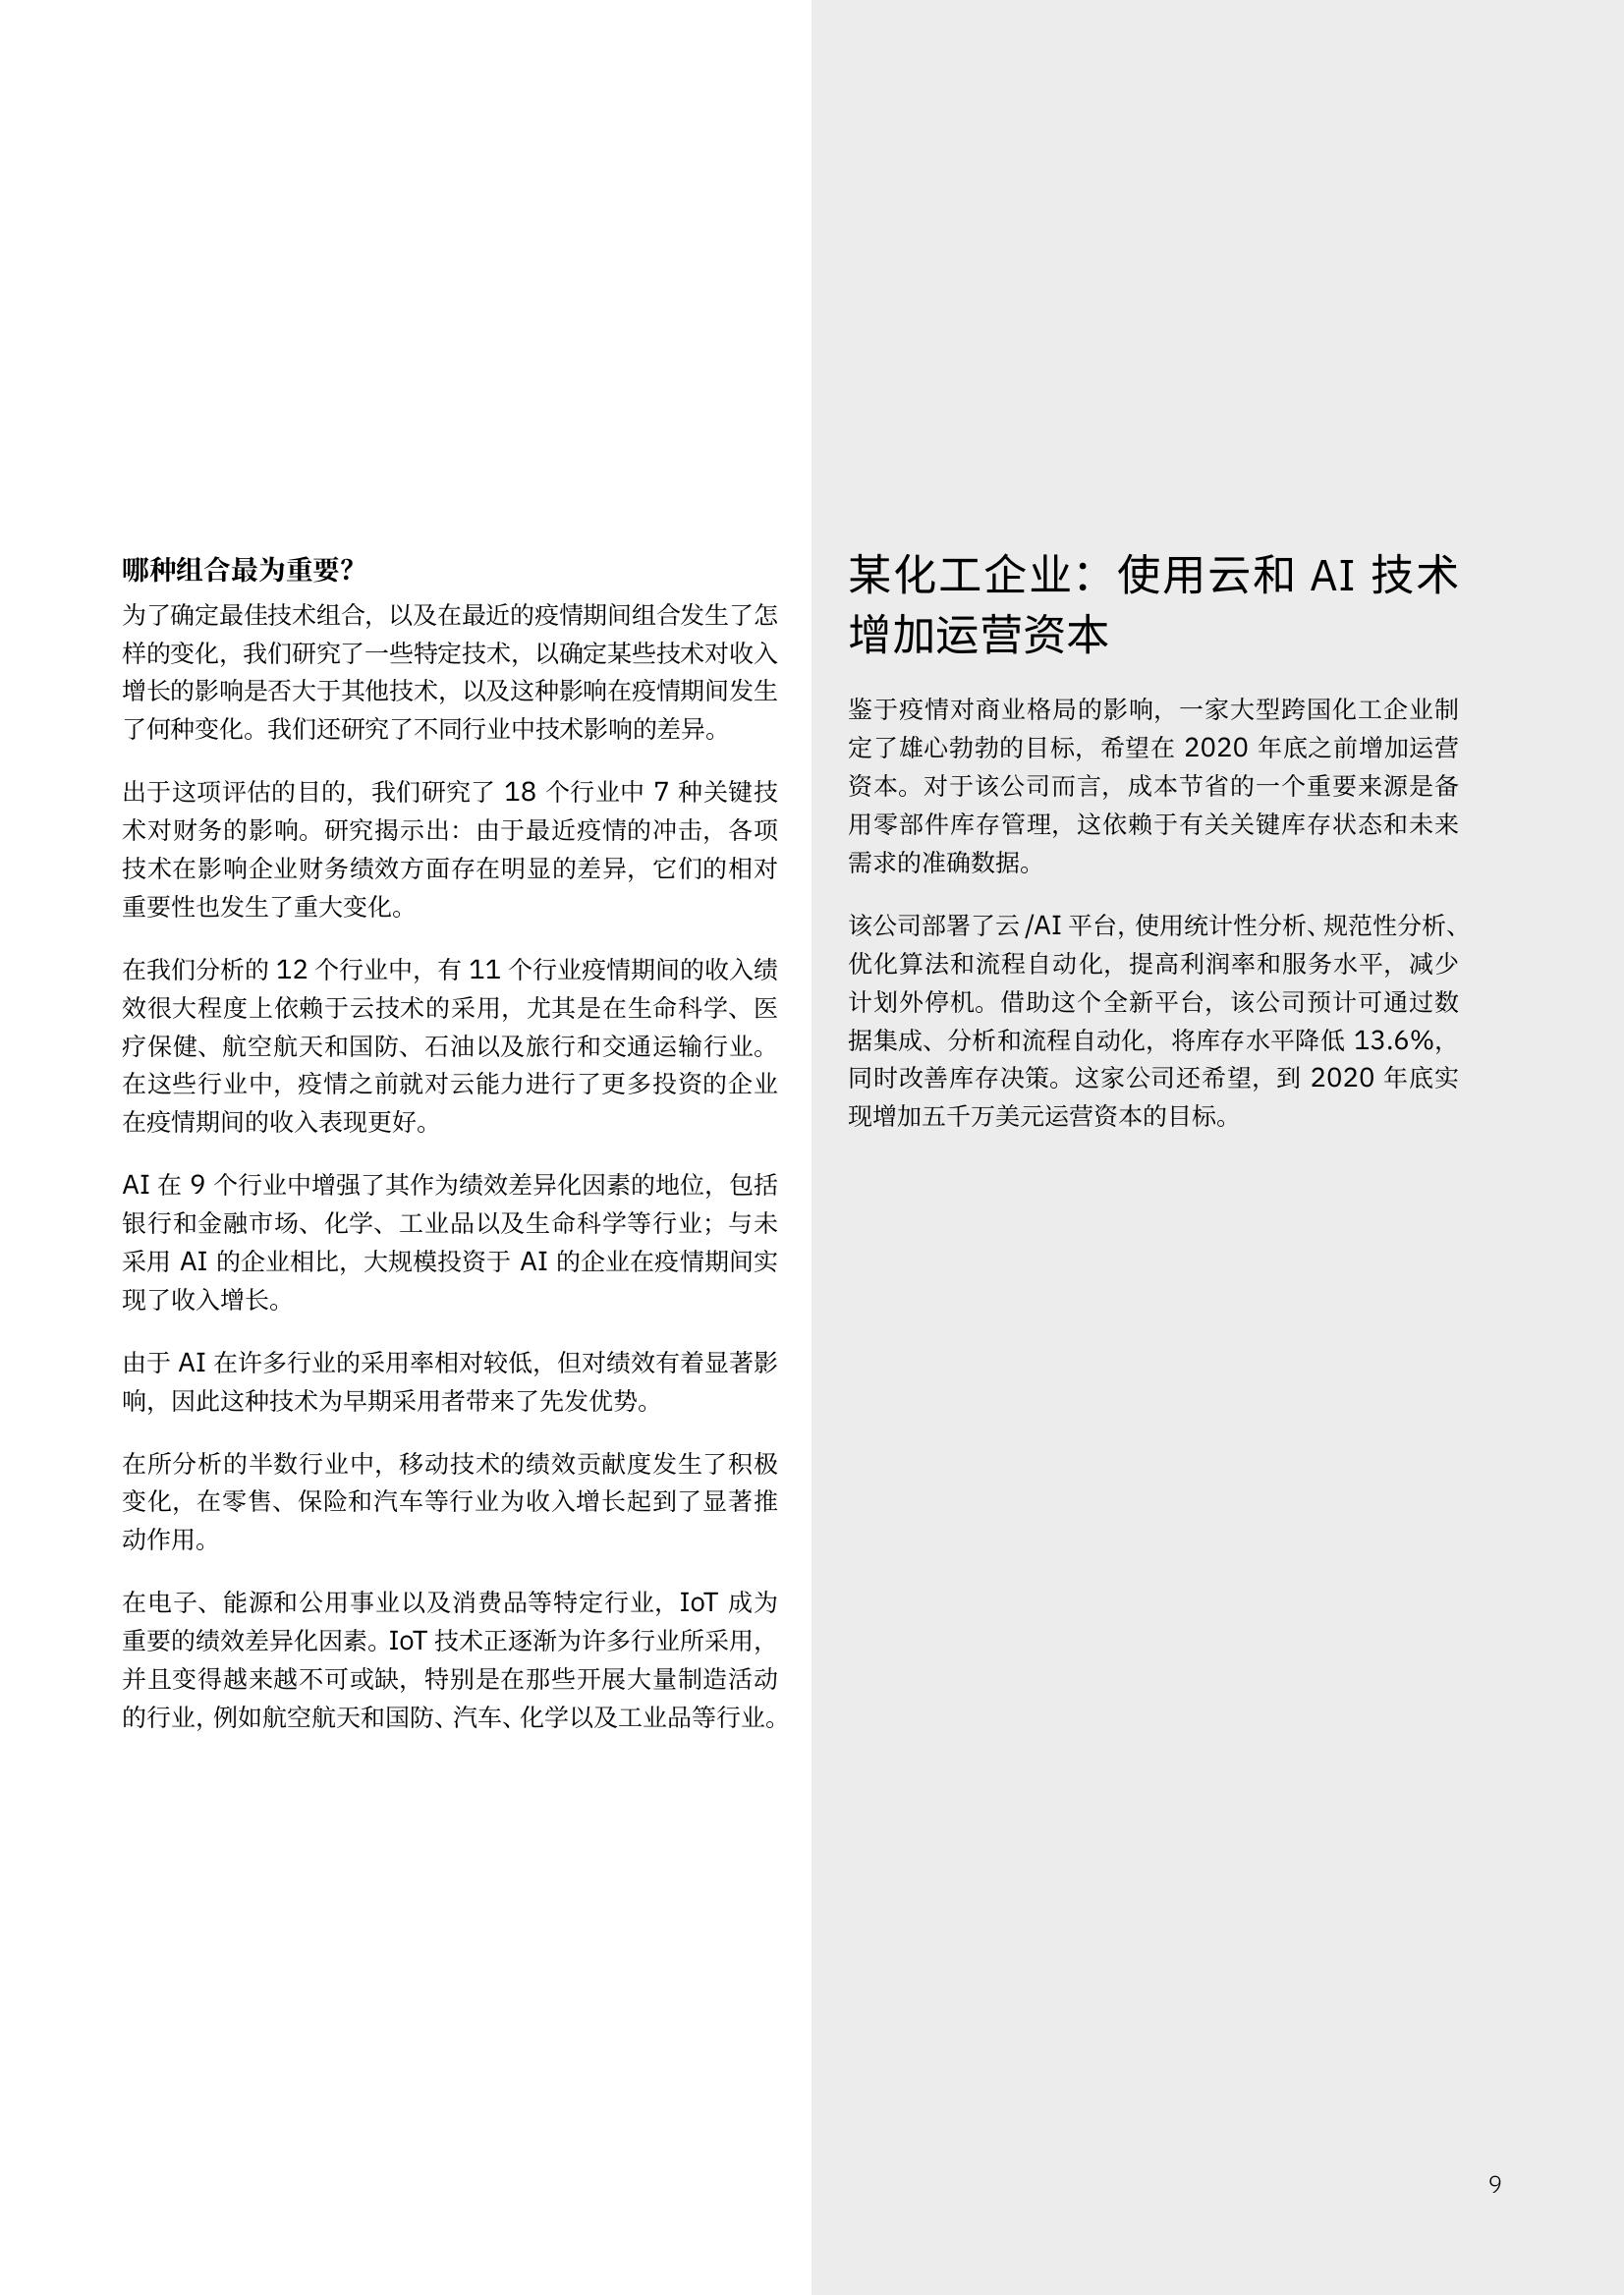 哪种组合最为重要？
为了确定最佳技术组合，以及在最近的疫情期间组合发生了怎
样的变化，我们研究了一些特定技术，以确定某些技术对收入
增长的影响是否大于其他技术，以及这种影响在疫情期间发生
了何种变化。我们还研究了不同行业中技术影响的差异。
出于这项评估的目的，我们研究了 18 个行业中 7 种关键技
术对财务的影响。研究揭示出：由于最近疫情的冲击，各项
技术在影响企业财务绩效方面存在明显的差异，它们的相对
重要性也发生了重大变化。
在我们分析的 12 个行业中，有 11 个行业疫情期间的收入绩
效很大程度上依赖于云技术的采用，尤其是在生命科学、医
疗保健、航空航天和国防、石油以及旅行和交通运输行业。
在这些行业中，疫情之前就对云能力进行了更多投资的企业
在疫情期间的收入表现更好。
AI 在 9 个行业中增强了其作为绩效差异化因素的地位，包括
银行和金融市场、化学、工业品以及生命科学等行业；与未
采用 AI 的企业相比，大规模投资于 AI 的企业在疫情期间实
现了收入增长。
由于 AI 在许多行业的采用率相对较低，但对绩效有着显著影
响，因此这种技术为早期采用者带来了先发优势。
在所分析的半数行业中，移动技术的绩效贡献度发生了积极
变化，在零售、保险和汽车等行业为收入增长起到了显著推
动作用。
在电子、能源和公用事业以及消费品等特定行业，IoT 成为
重要的绩效差异化因素。IoT 技术正逐渐为许多行业所采用，
并且变得越来越不可或缺，特别是在那些开展大量制造活动
的行业，例如航空航天和国防、汽车、化学以及工业品等行业。
某化工企业：使用云和 AI 技术
增加运营资本
鉴于疫情对商业格局的影响，一家大型跨国化工企业制
定了雄心勃勃的目标，希望在 2020 年底之前增加运营
资本。对于该公司而言，成本节省的一个重要来源是备
用零部件库存管理，这依赖于有关关键库存状态和未来
需求的准确数据。
该公司部署了云 /AI 平台，使用统计性分析、规范性分析、
优化算法和流程自动化，提高利润率和服务水平，减少
计划外停机。借助这个全新平台，该公司预计可通过数
据集成、分析和流程自动化，将库存水平降低 13.6%，
同时改善库存决策。这家公司还希望，到 2020 年底实
现增加五千万美元运营资本的目标。
9